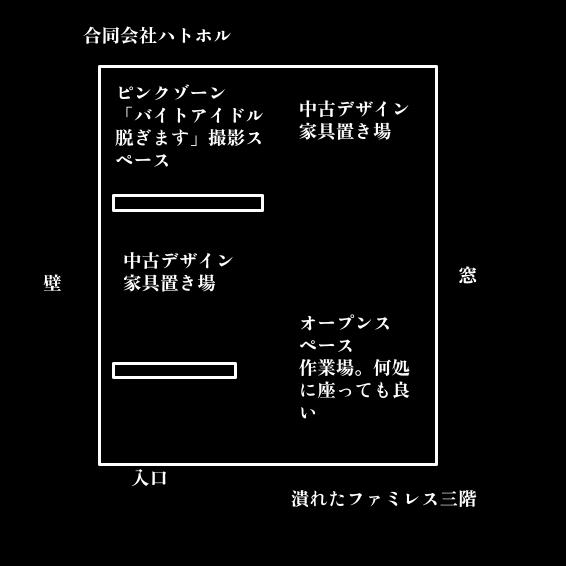 合同会社ハトホル
ピンクゾーン
「バイトアイドル
脱ぎます」撮影ス
ペース
中古デザイン
家具置き場
中古デザイン
家具置き場
壁
窓
オープンス
ペース
作業場。何処
に座っても良
い
入口
潰れたファミレス三階